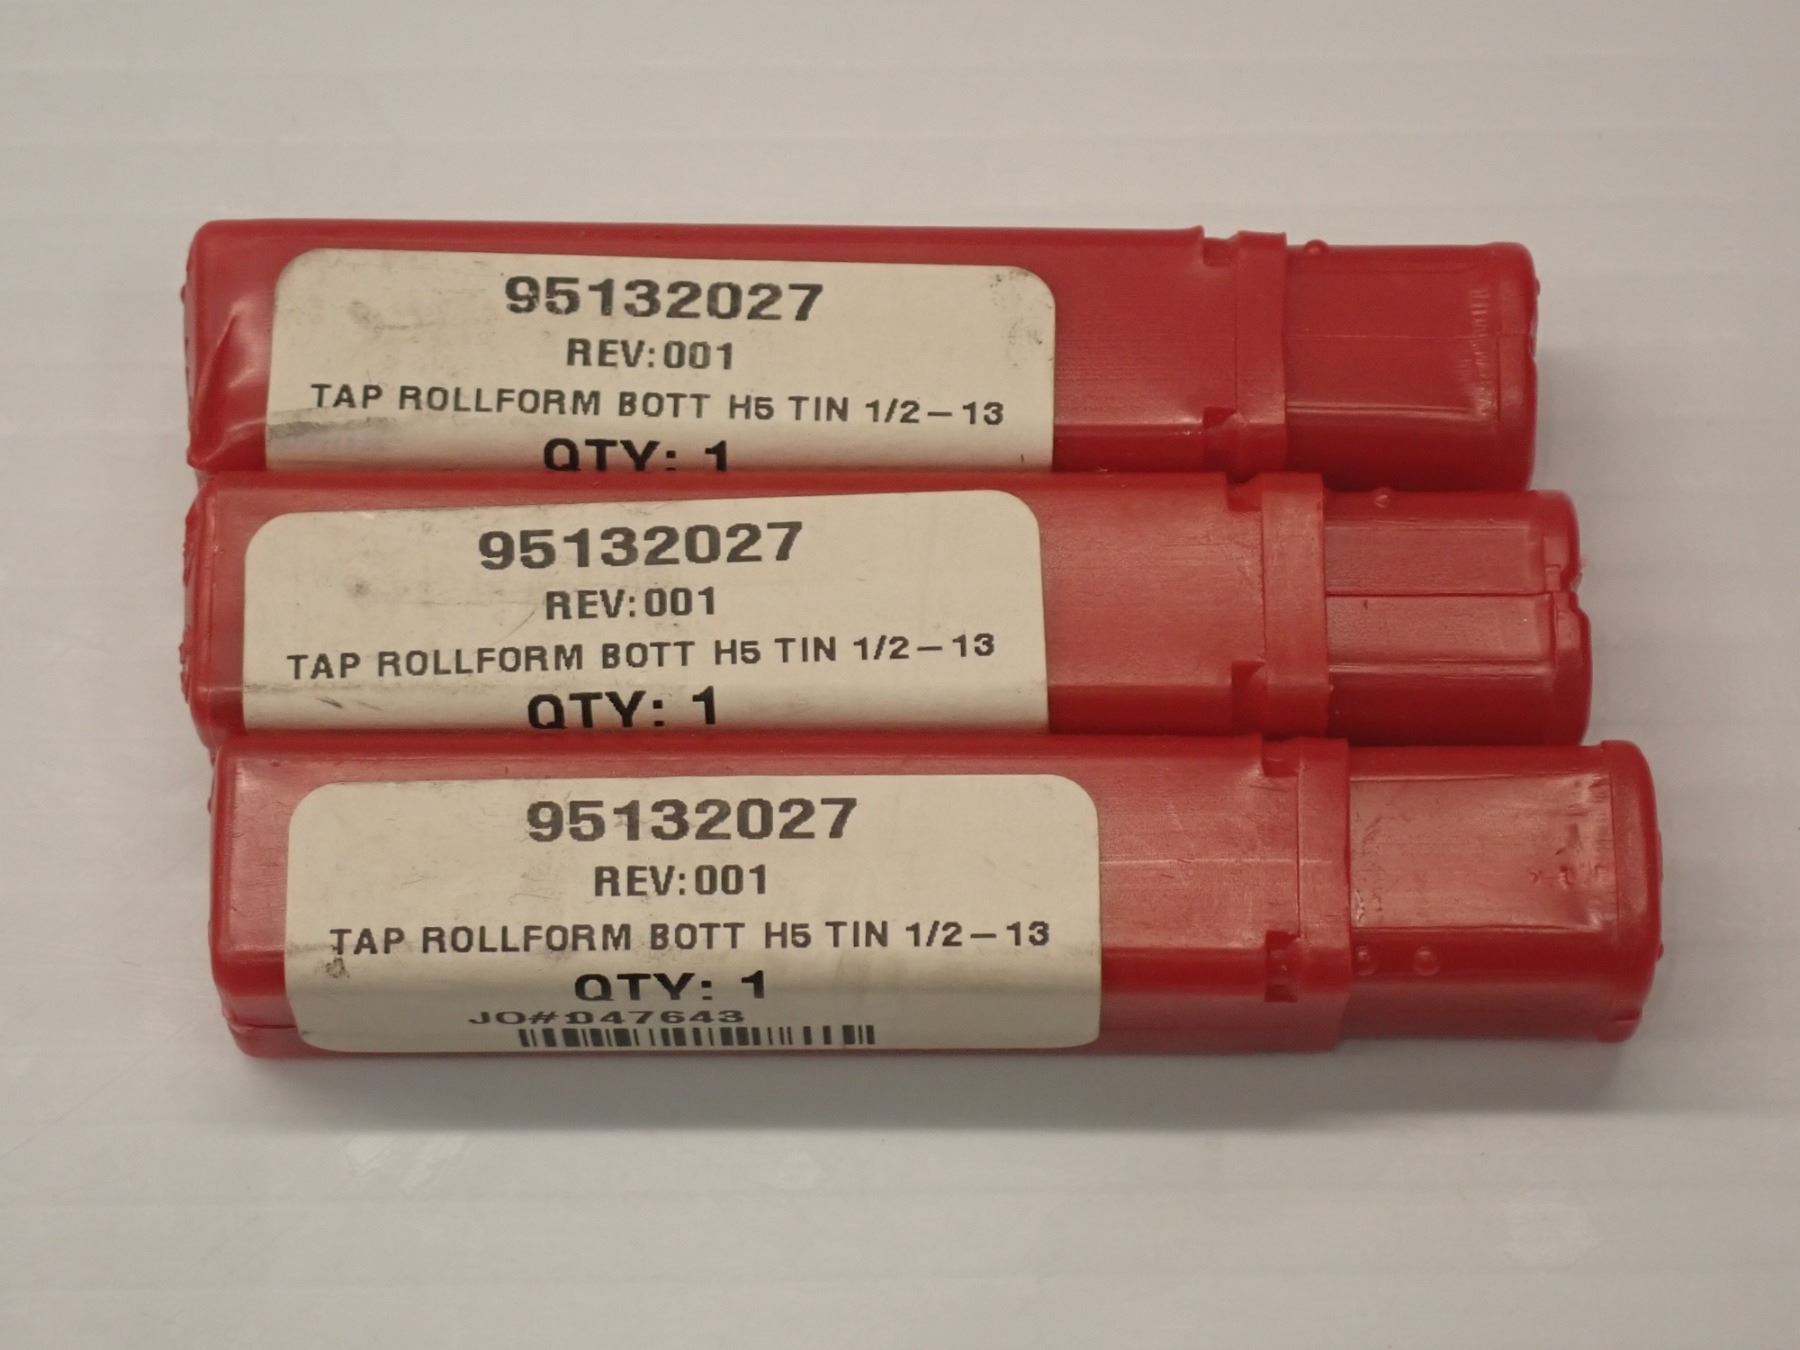 95132027
REV:001
TAP ROLLFORM BOTT H5 TIN 1/2-13
QTY: 1
95132027
REV:001
TAP ROLLFORM BOTT H5 TIN 1/2-13
QTY: 1
95132027
REV:001
TAP ROLLFORM BOTT H5 TIN 1/2-13
QTY: 1